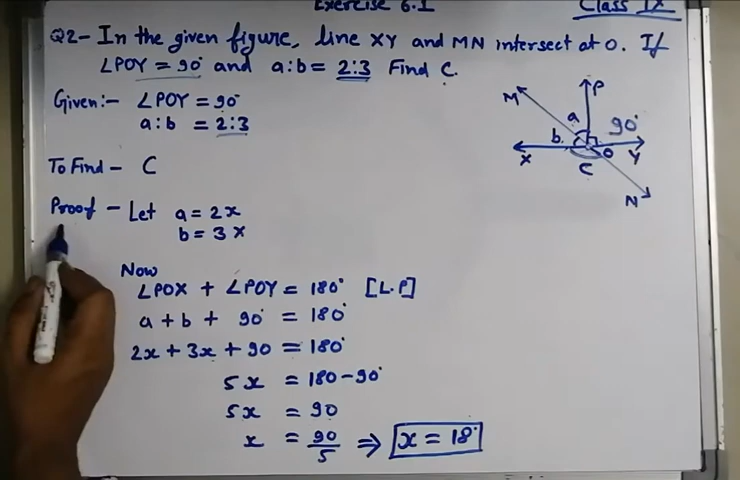 Exercise 6.1
Class IX
Q2- In the given figure, line XY and MN intersect at O. If
∠POY = 90° and a:b = 2:3 Find C.
Given:- ∠POY = 90°
a:b = 2:3
To Find - C
Proof - Let a = 2x
b = 3x
Now
∠POX + ∠POY = 180° [L.P]
a + b + 90° = 180°
2x + 3x + 90 = 180°
5x = 180 - 90°
5x = 90
x = 90/5 ⇒ x = 18°
P
M
a
90°
b
X
O
Y
C
N